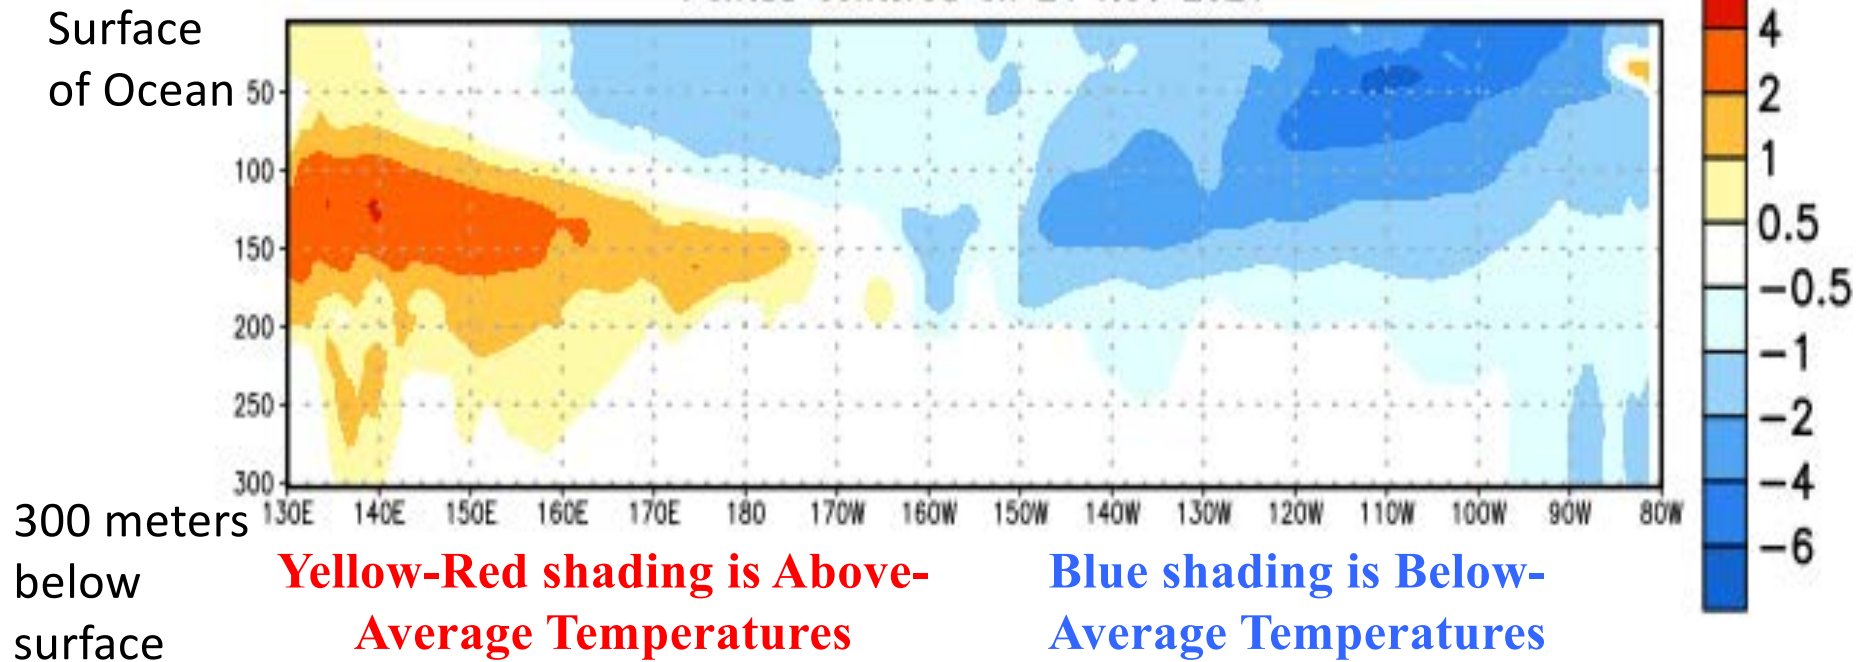 Surface
of Ocean
50
100
150
200
250
300
130E 140E 150E 160E 170E 180 170W 160W 150W 140W 130W 120W 110W 100W 90W 80W
4
2
1
0.5
−0.5
−1
−2
−4
−6
300 meters
below
surface
Yellow-Red shading is Above-
Average Temperatures
Blue shading is Below-
Average Temperatures